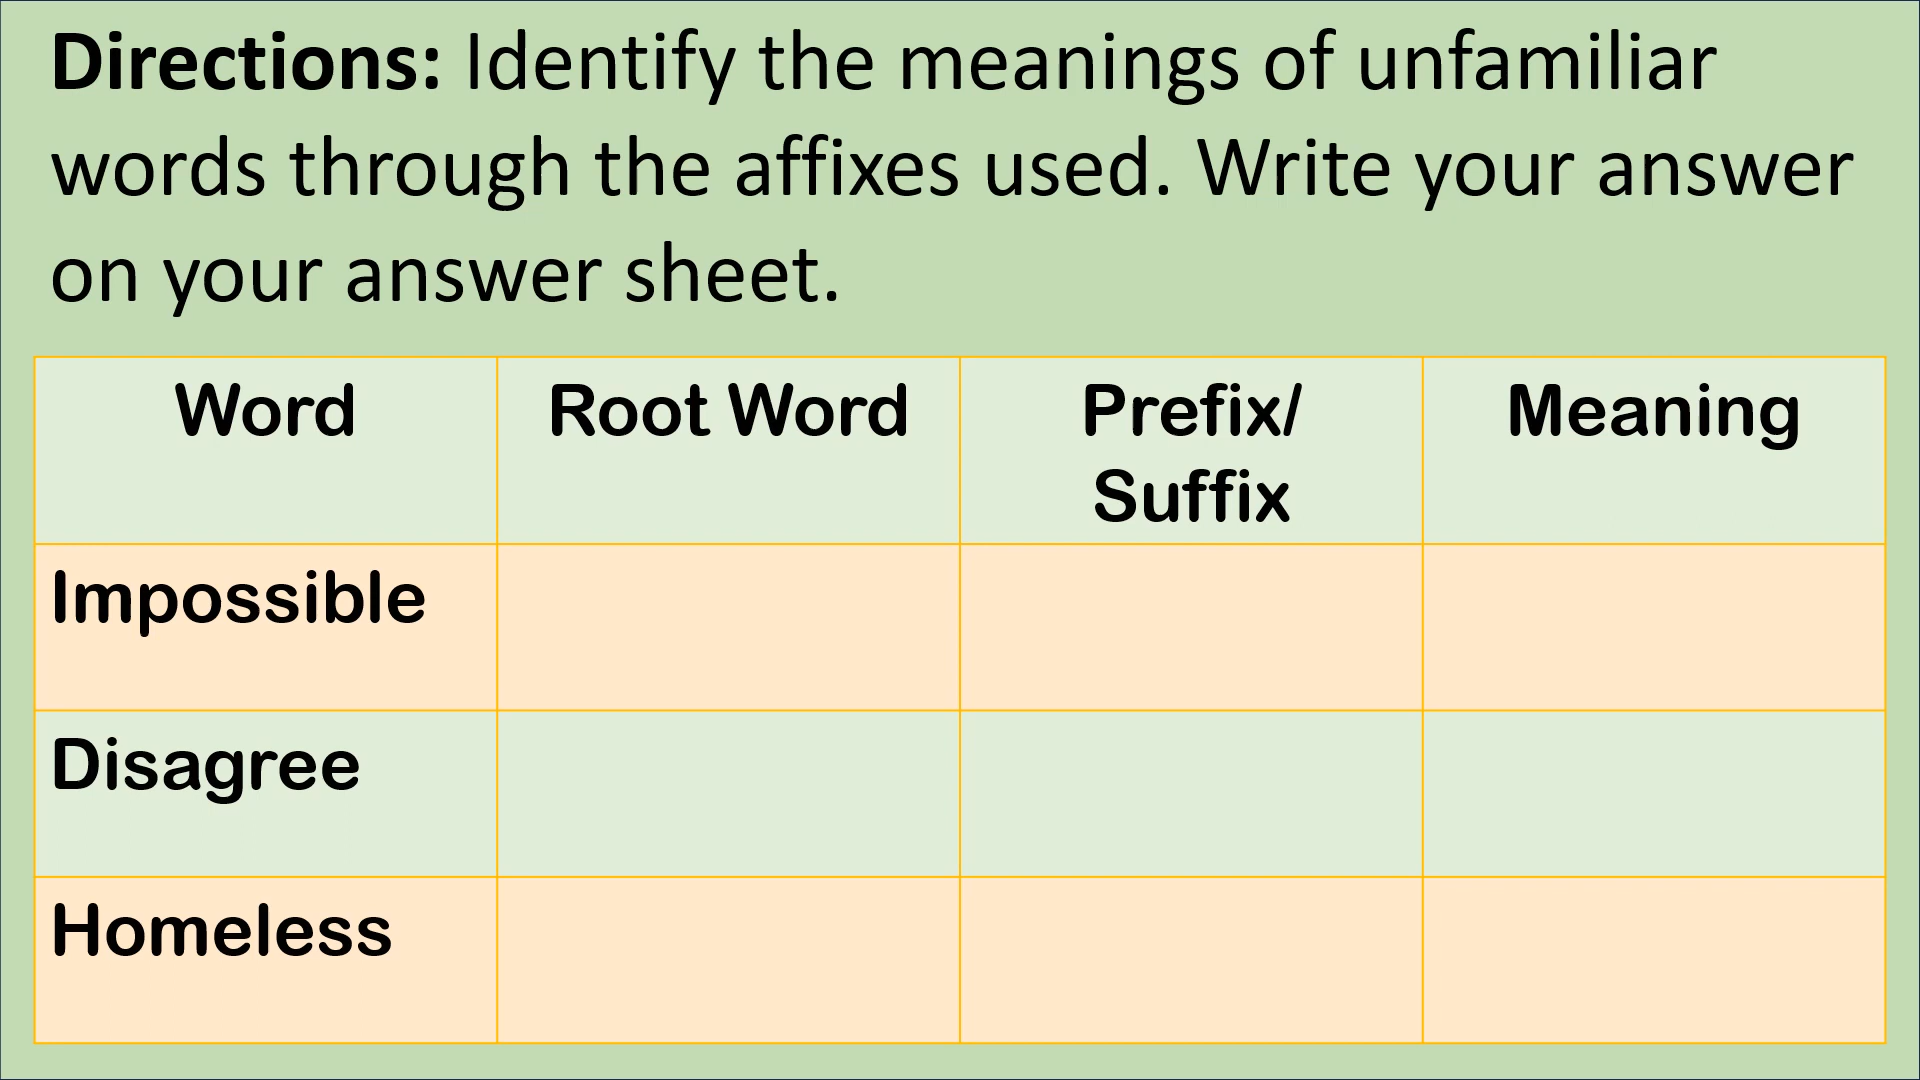 Directions: Identify the meanings of unfamiliar
words through the affixes used. Write your answer
on your answer sheet.
Word
Root Word
Prefix/
Suffix
Meaning
Impossible
Disagree
Homeless